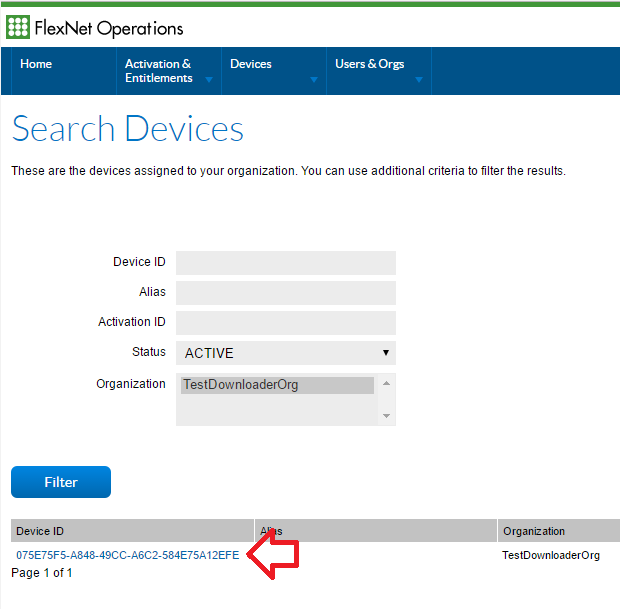 FlexNet Operations
Home
Activation &
Entitlements
Devices
Users & Orgs
Search Devices
These are the devices assigned to your organization. You can use additional criteria to filter the results.
Device ID
Alias
Activation ID
Status ACTIVE
Organization TestDownloaderOrg
Filter
Device ID Alias Organization
075E75F5-A848-49CC-A6C2-584E75A12EFE TestDownloaderOrg
Page 1 of 1